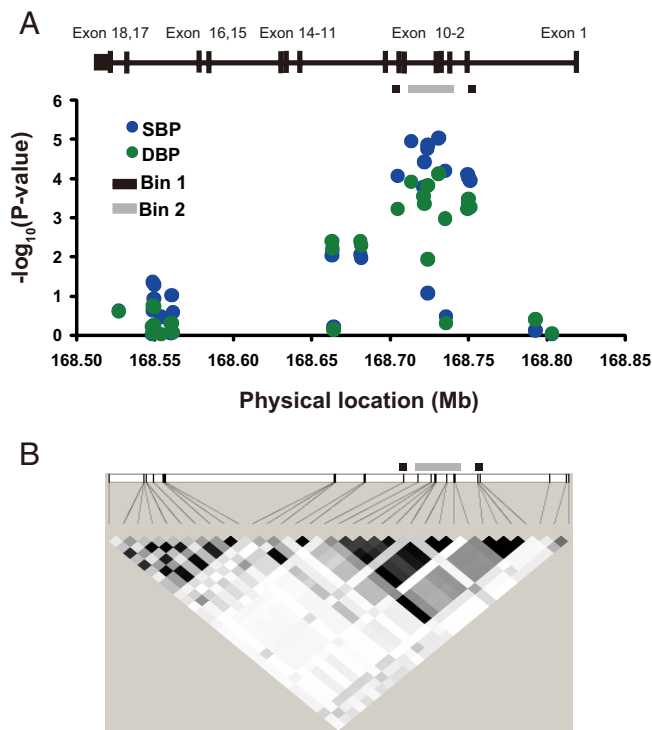 A
Exon 18,17 Exon 16,15 Exon 14-11 Exon 10-2 Exon 1
6
5
4
3
2
1
0
-log10(P-value)
SBP
DBP
Bin 1
Bin 2
168.50 168.55 168.60 168.65 168.70 168.75 168.80 168.85
Physical location (Mb)
B